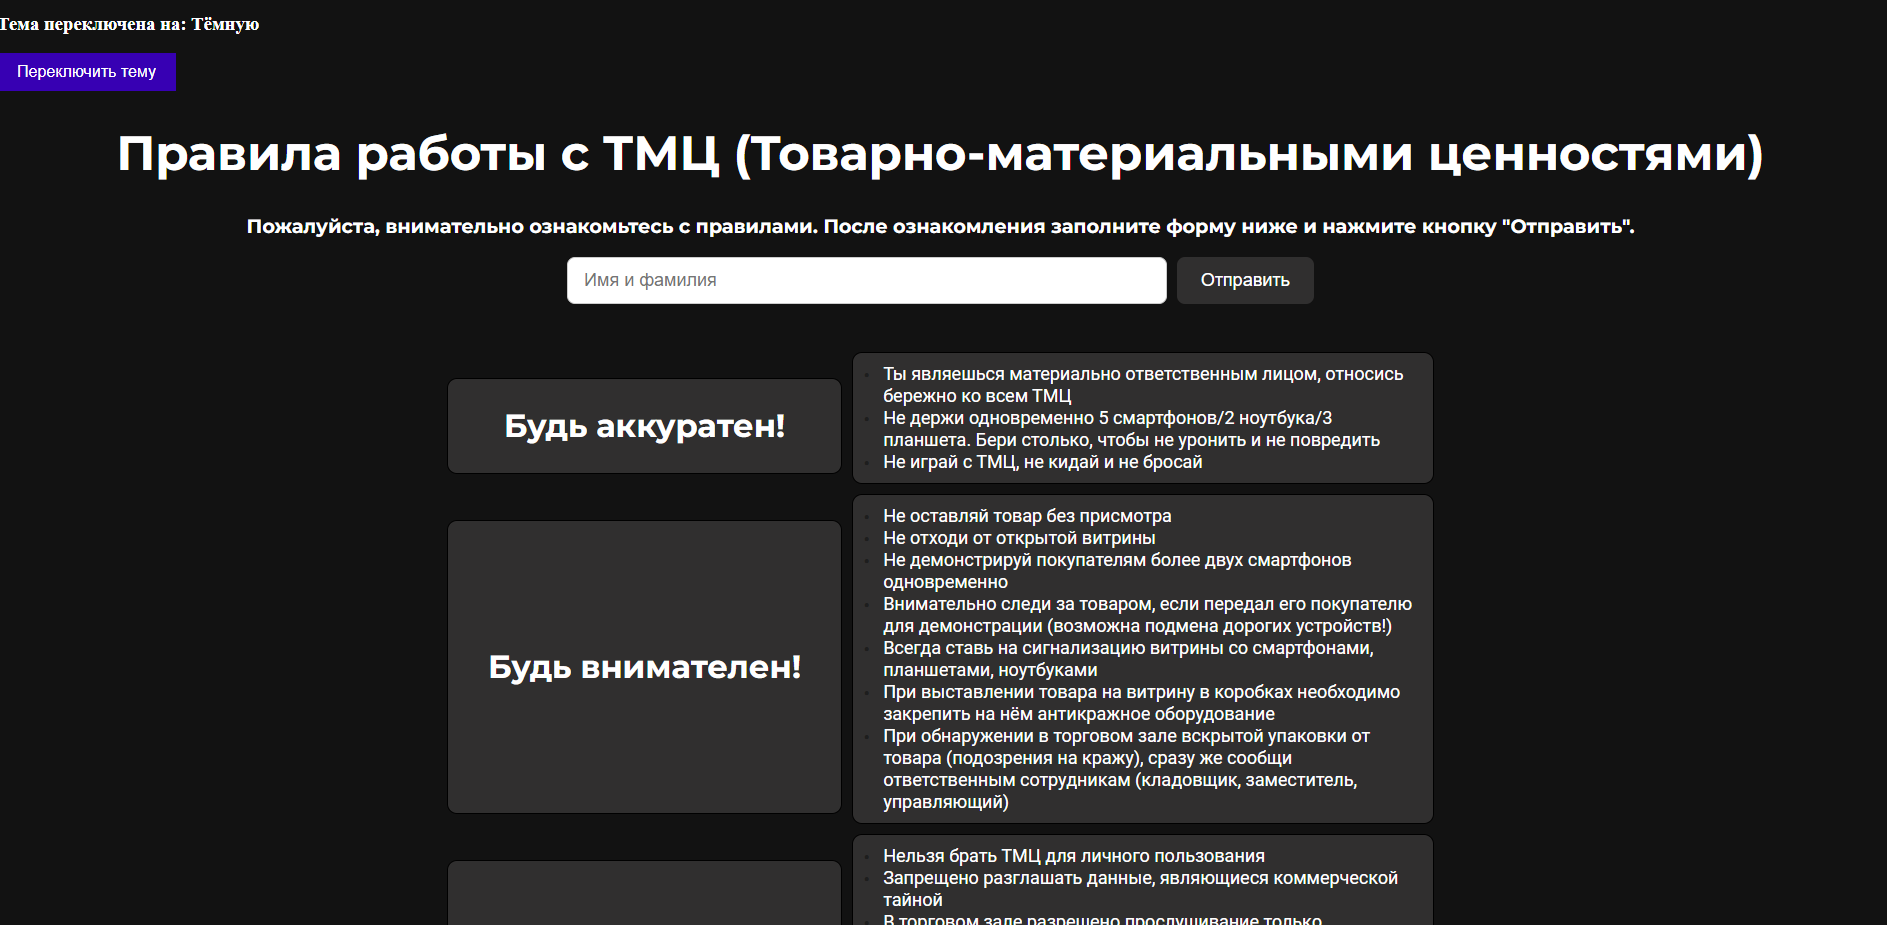 Тема переключена на: Тёмную
Переключить тему
Правила работы с ТМЦ (Товарно-материальными ценностями)
Пожалуйста, внимательно ознакомьтесь с правилами. После ознакомления заполните форму ниже и нажмите кнопку "Отправить".
Имя и фамилия
Отправить
Будь аккуратен!
Ты являешься материально ответственным лицом, относись
бережно ко всем ТМЦ
Не держи одновременно 5 смартфонов/2 ноутбука/3
планшета. Бери столько, чтобы не уронить и не повредить
Не играй с ТМЦ, не кидай и не бросай
Будь внимателен!
Не оставляй товар без присмотра
Не отходи от открытой витрины
Не демонстрируй покупателям более двух смартфонов
одновременно
Внимательно следи за товаром, если передал его покупателю
для демонстрации (возможна подмена дорогих устройств!)
Всегда ставь на сигнализацию витрины со смартфонами,
планшетами, ноутбуками
При выставлении товара на витрину в коробках необходимо
закрепить на нём антикражное оборудование
При обнаружении в торговом зале вскрытой упаковки от
товара (подозрения на кражу), сразу же сообщи
ответственным сотрудникам (кладовщик, заместитель,
управляющий)
Нельзя брать ТМЦ для личного пользования
Запрещено разглашать данные, являющиеся коммерческой
тайной
В торговом зале разрешено прослушивание только